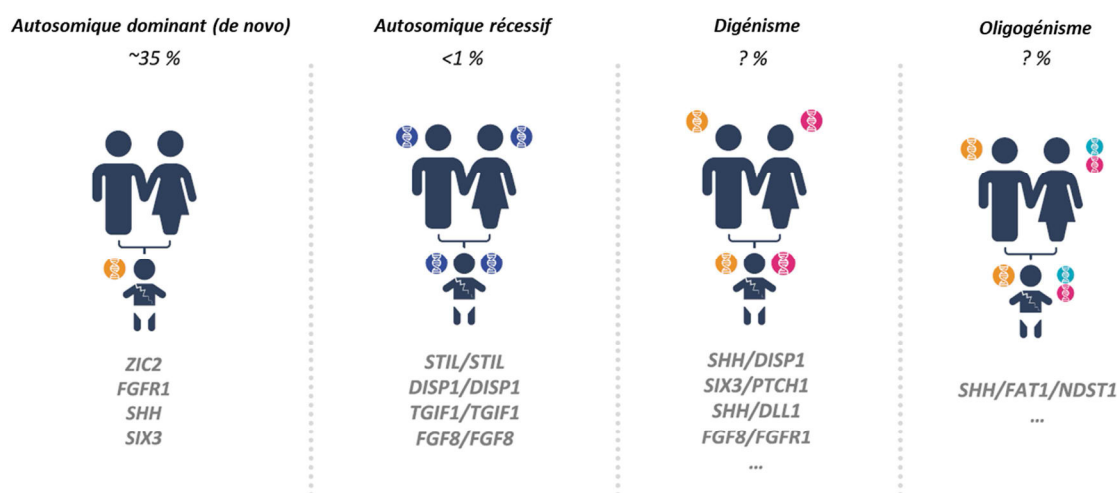 Autosomique dominant (de novo)
~35 %
ZIC2
FGFR1
SHH
SIX3
Autosomique récessif
<1 %
STIL/STIL
DISP1/DISP1
TGIF1/TGIF1
FGF8/FGF8
Digénisme
? %
SHH/DISP1
SIX3/PTCH1
SHH/DLL1
FGF8/FGFR1
...
Oligogénisme
? %
SHH/FAT1/NDST1
...